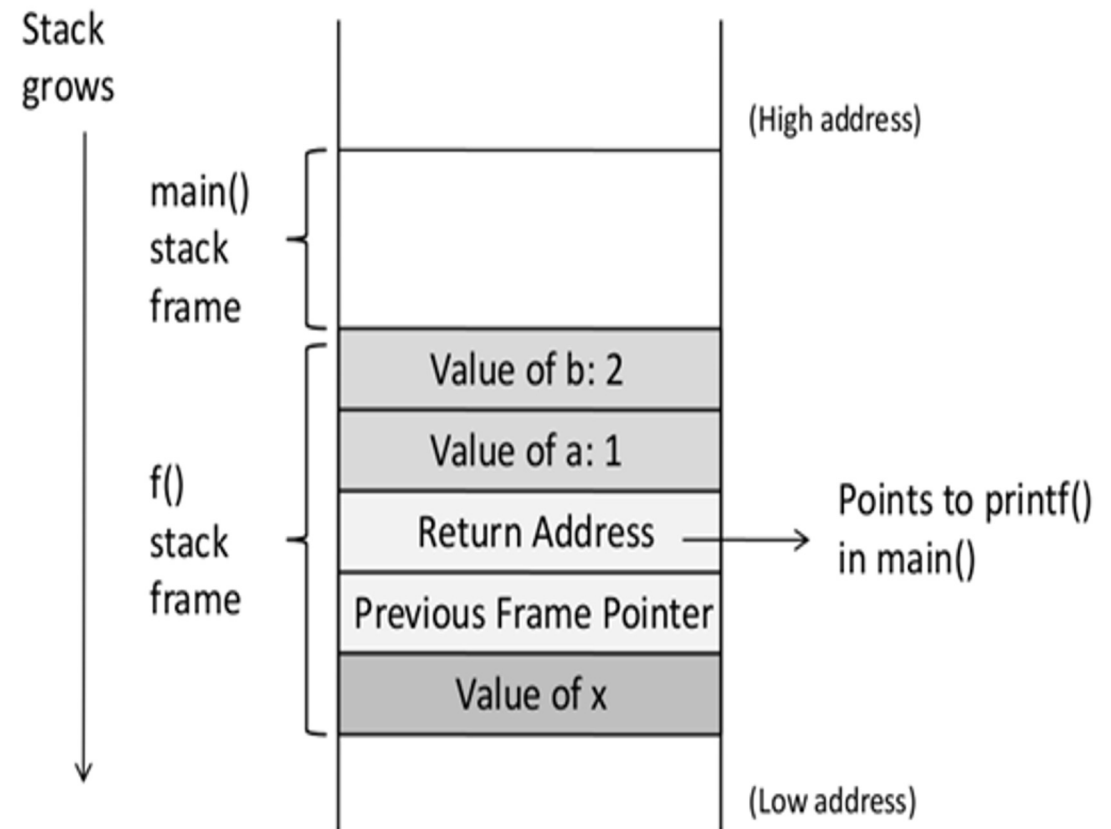 Stack
grows
(High address)
main()
stack
frame
Value of b: 2
Value of a: 1
f()
stack
frame
Return Address
Points to printf()
in main()
Previous Frame Pointer
Value of x
(Low address)